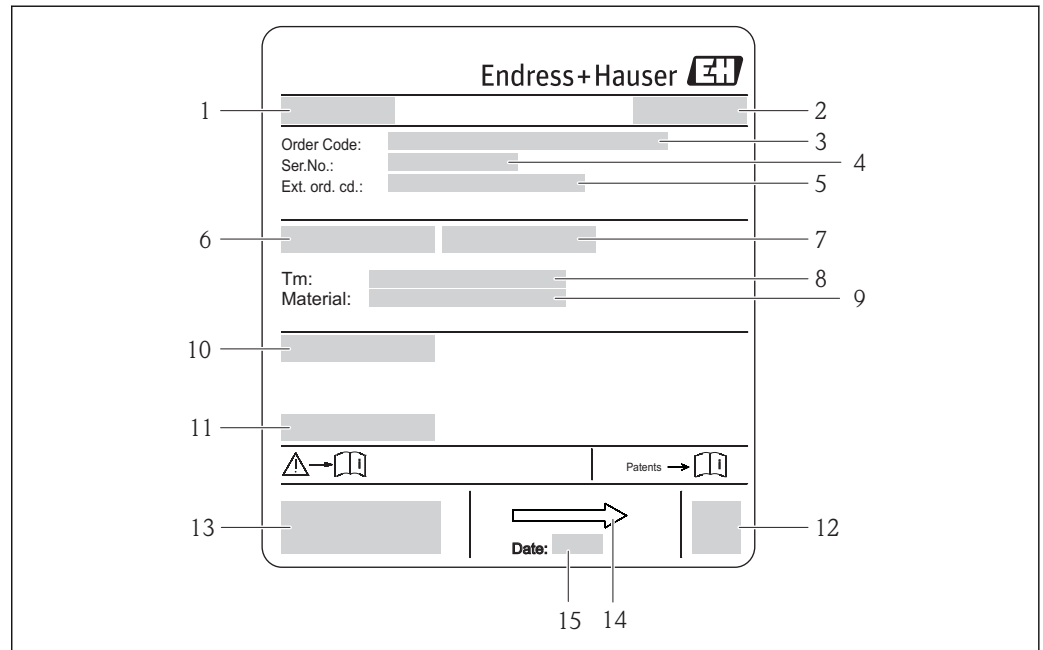 Endress+Hauser EH
1
2
Order Code:
3
Ser.No.:
4
Ext. ord. cd.:
5
6
7
Tm:
8
Material:
9
10
11
Patents
13
12
Date:
15
14